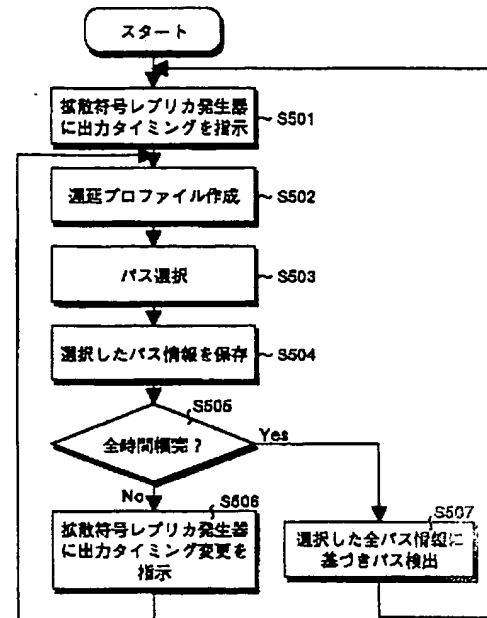 スタート
拡散符号レプリカ発生器
に出力タイミングを指示
S501
遅延プロファイル作成
S502
パス選択
S503
選択したパス情報を保存
S504
S505
全時間補完?
Yes
No
S506
拡散符号レプリカ発生器
に出力タイミング変更を
指示
S507
選択した全パス情報に
基づきパス検出